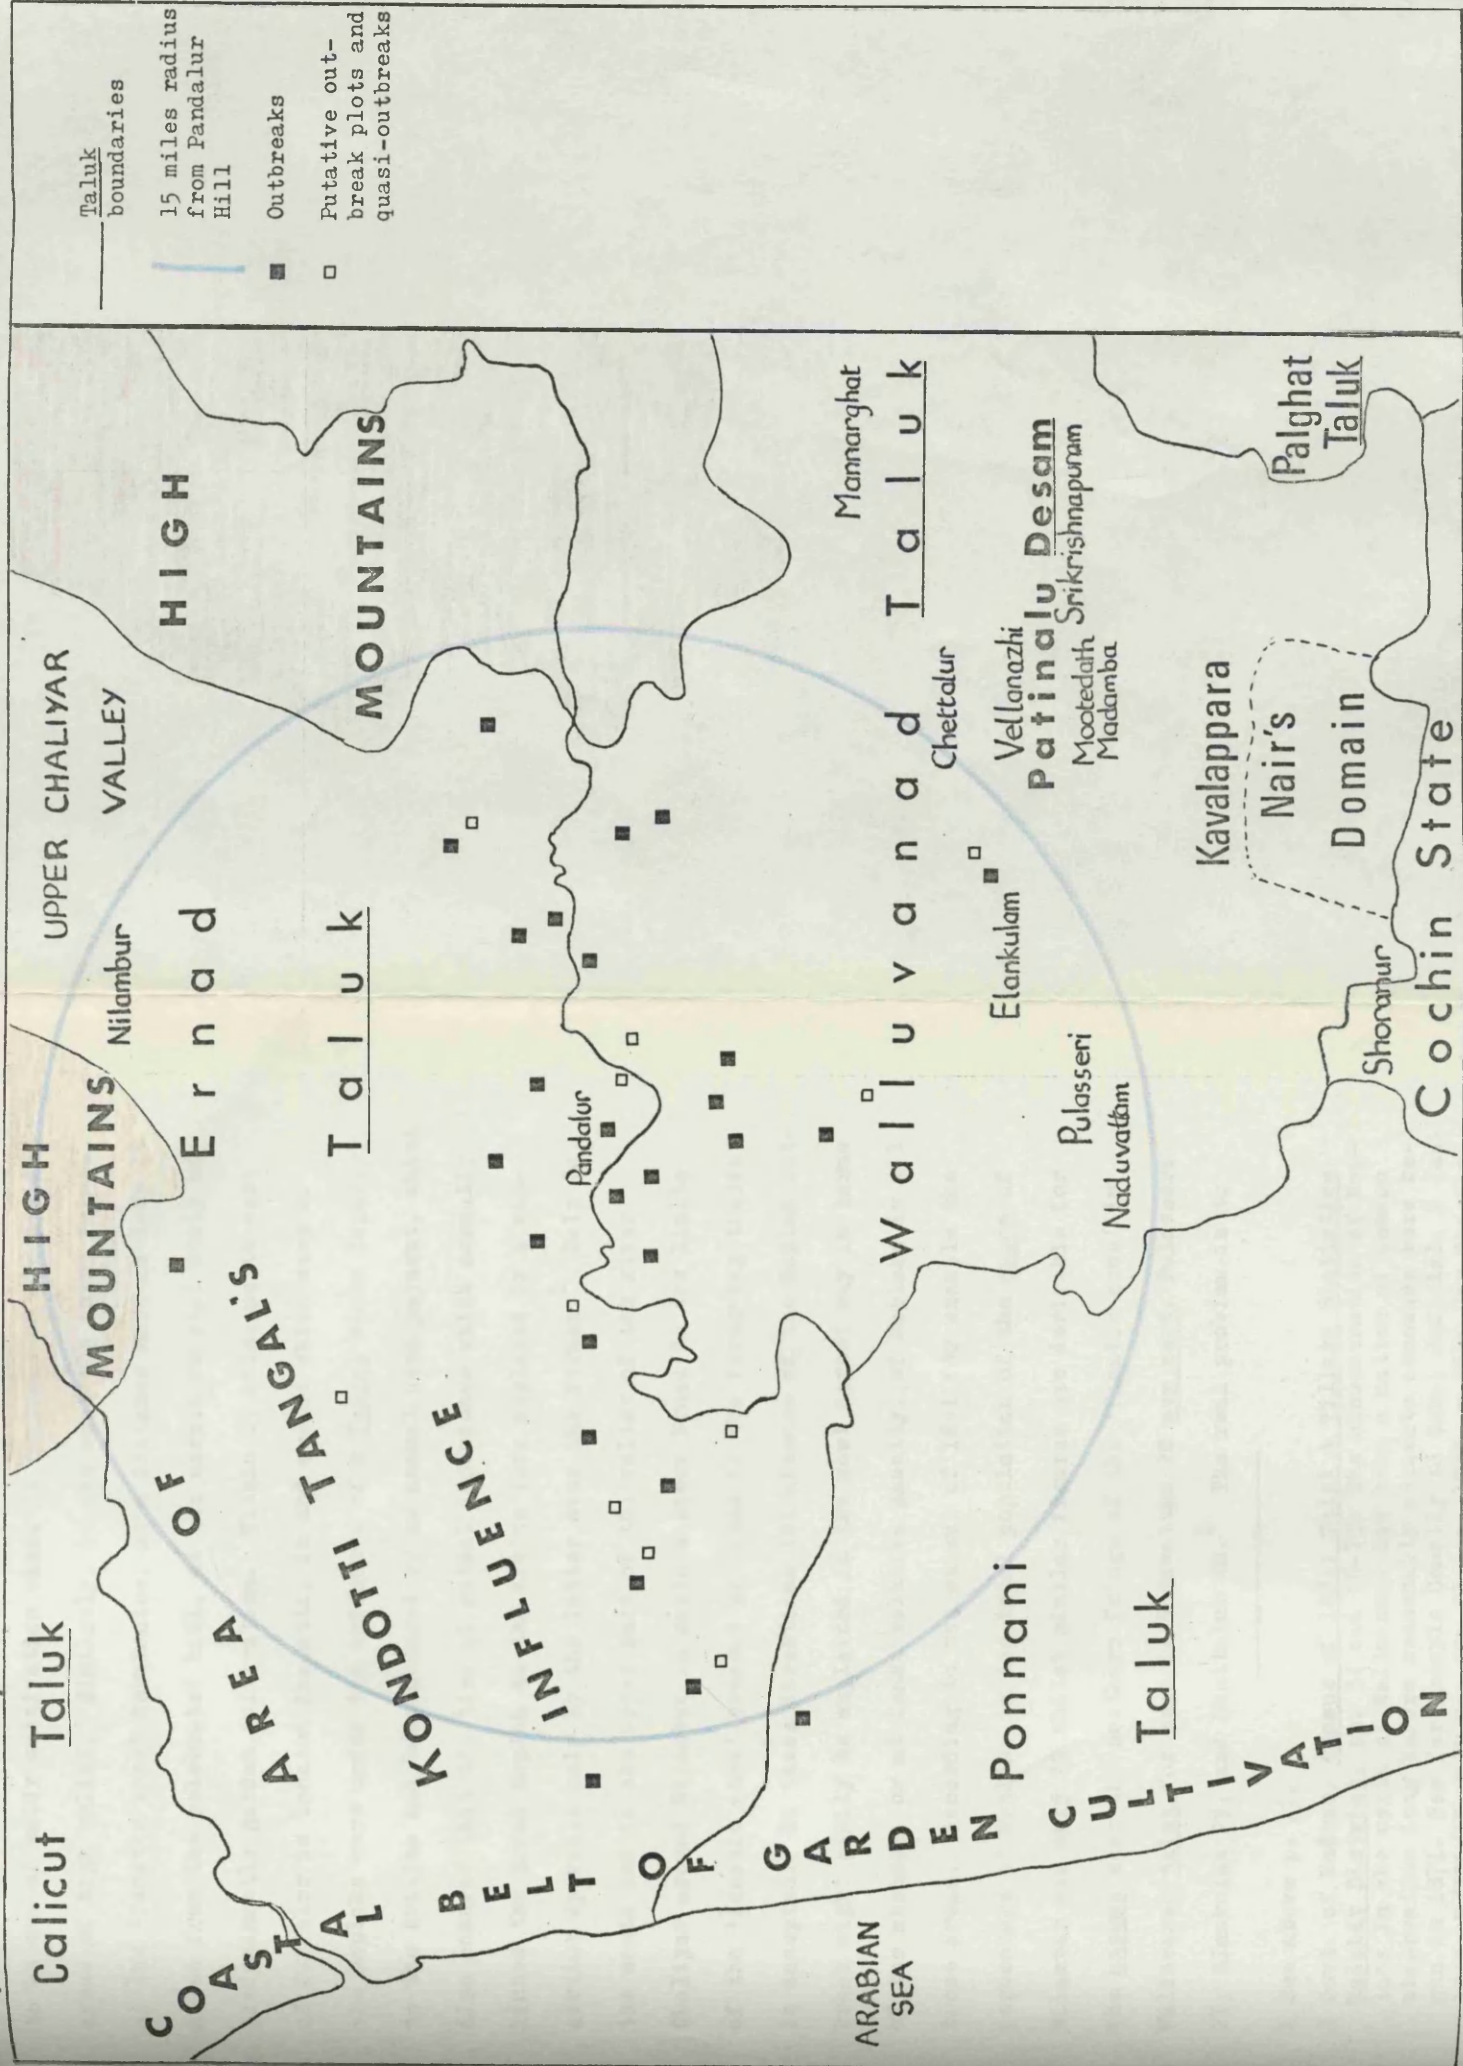 Calicut Taluk
HIGH
MOUNTAINS
UPPER CHALIYAR
VALLEY
Nilambur
HIGH
MOUNTAINS
Ernad
Taluk
COASTAL BELT OF GARDEN CULTIVATION
AREA OF
KONDOTTI TANGAL'S
INFLUENCE
Pandalur
ARABIAN
SEA
Ponnani
Taluk
Waluvanad Taluk
Mannarghat
Chettalur
Elankulam
Vellanazhi
Patinalu Desam
Mootedath Srikrishnapuram
Madamba
Pulasseri
Naduvattam
Kavalappara
Nair's
Domain
Palghat
Taluk
Shoranur
Cochin State
Taluk
boundaries
15 miles radius
from Pandalur
Hill
Outbreaks
Putative out-
break plots and
quasi-outbreaks